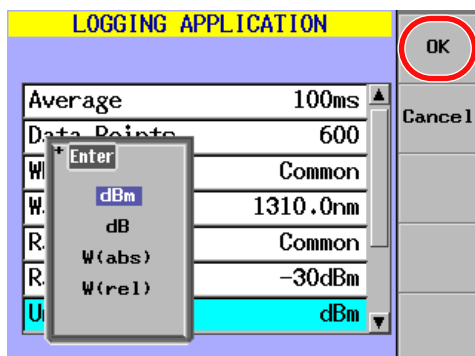 LOGGING APPLICATION
OK
Cancel
Average 100ms
Data Points 600
Common
1310.0nm
Common
-30dBm
dBm
Enter
dBm
dB
W(abs)
W(rel)